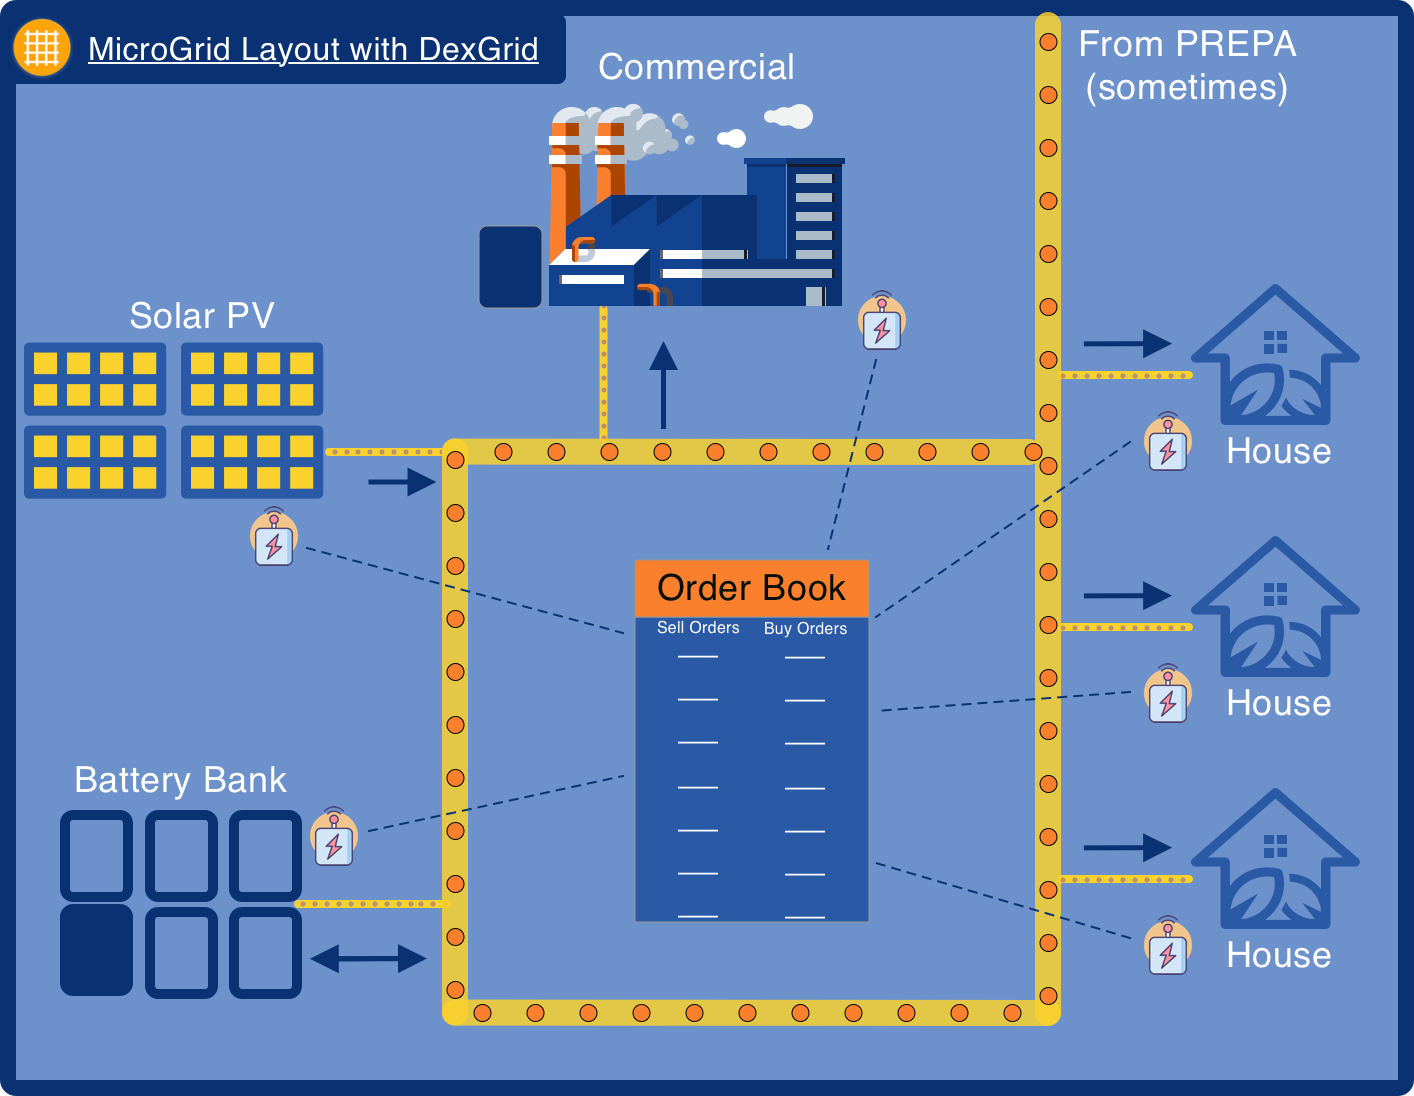 MicroGrid Layout with DexGrid
Commercial
From PREPA
(sometimes)
Solar PV
House
Order Book
Sell Orders Buy Orders
House
Battery Bank
House